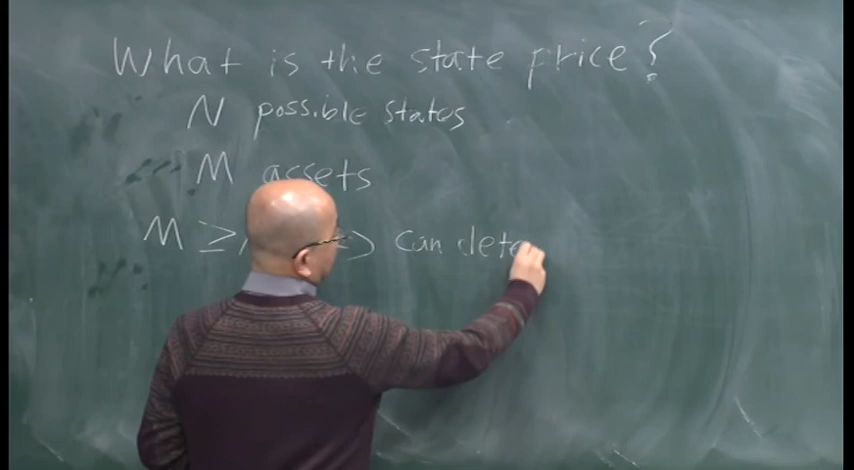 What is the state price?
N possible states
M assets
M ≥ can dete